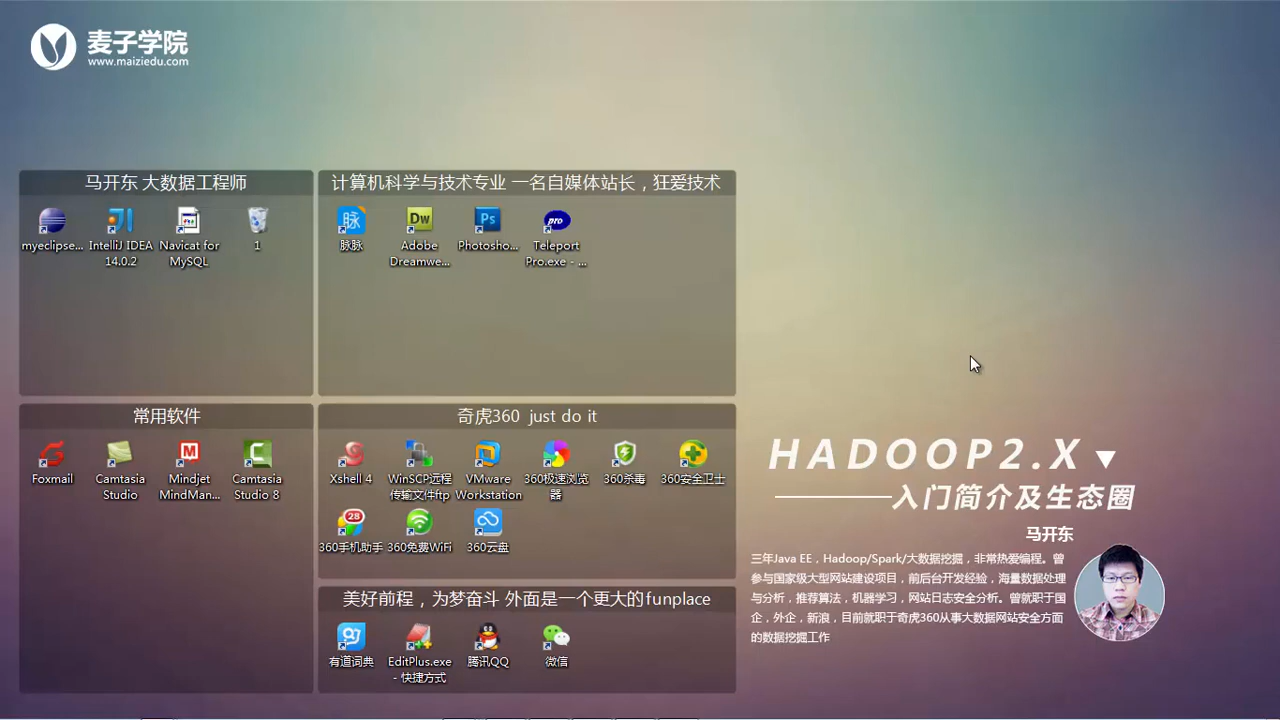 麦子学院
www.maiziedu.com
马开东 大数据工程师
myeclipse...
IntelliJ IDEA
14.0.2
Navicat for
MySQL
1
计算机科学与技术专业 一名自媒体站长，狂爱技术
脉
脉脉
Dw
Adobe
Dreamwe...
Ps
Photosho...
pro
Teleport
Pro.exe - ...
常用软件
Foxmail
Camtasia
Studio
Mindjet
MindMan...
Camtasia
Studio 8
奇虎360 just do it
Xshell 4
WinSCP远程
传输文件ftp
VMware
Workstation
360极速浏览
器
360杀毒
360安全卫士
28
360手机助手
360免费WiFi
360云盘
美好前程，为梦奋斗 外面是一个更大的funplace
有道词典
EditPlus.exe
- 快捷方式
腾讯QQ
微信
HADOOP2.X
入门简介及生态圈
马开东
三年Java EE，Hadoop/Spark/大数据挖掘，非常热爱编程。曾
参与国家级大型网站建设项目，前后台开发经验，海量数据处理
与分析，推荐算法，机器学习，网站日志安全分析。曾就职于国
企，外企，新浪，目前就职于奇虎360从事大数据网站安全方面
的数据挖掘工作